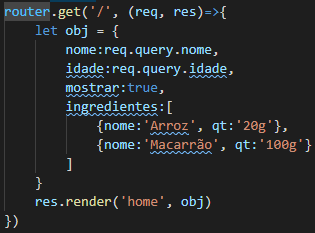 router.get('/', (req, res)=>{
    let obj = {
        nome:req.query.nome,
        idade:req.query.idade,
        mostrar:true,
        ingredientes:[
            {nome:'Arroz', qt:'20g'},
            {nome:'Macarrão', qt:'100g'}
        ]
    }
    res.render('home', obj)
})